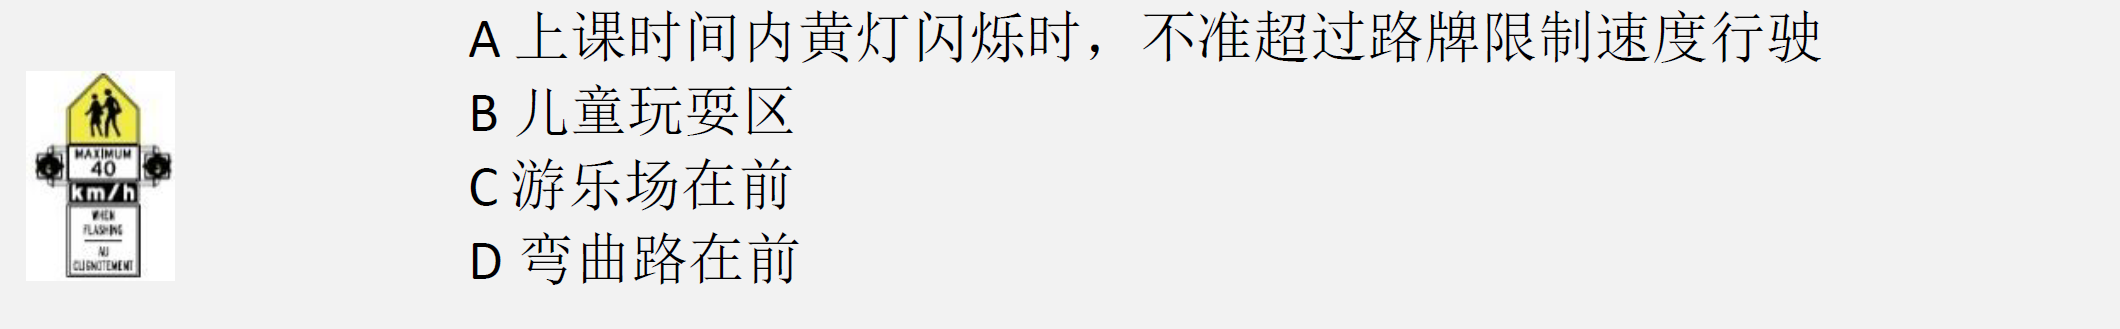 A 上课时间内黄灯闪烁时，不准超过路牌限制速度行驶
B 儿童玩耍区
C 游乐场在前
D 弯曲路在前
MAXIMUM
40
km/h
WHEN
FLASHING
AU
CLIGNOTEMENT